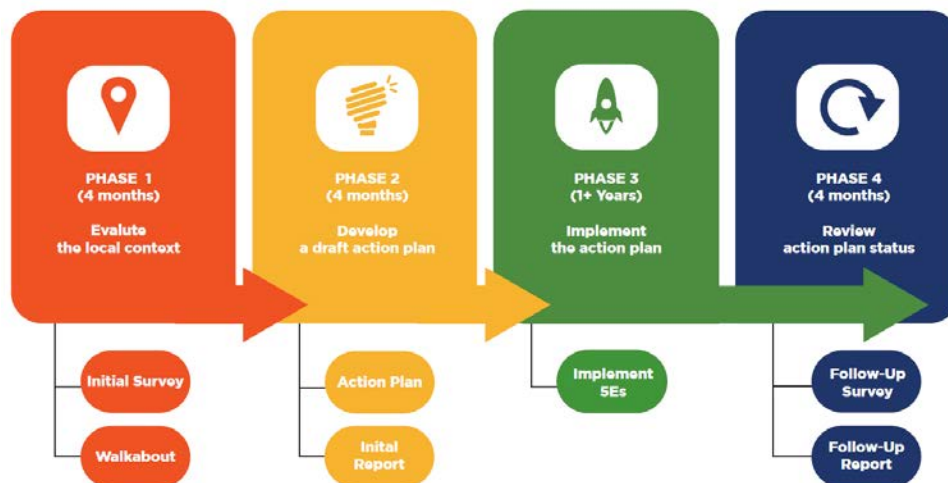 PHASE 1
(4 months)
Evalute
the local context
PHASE 2
(4 months)
Develop
a draft action plan
PHASE 3
(1+ Years)
Implement
the action plan
PHASE 4
(4 months)
Review
action plan status
Initial Survey
Walkabout
Action Plan
Inital
Report
Implement
5Es
Follow-Up
Survey
Follow-Up
Report